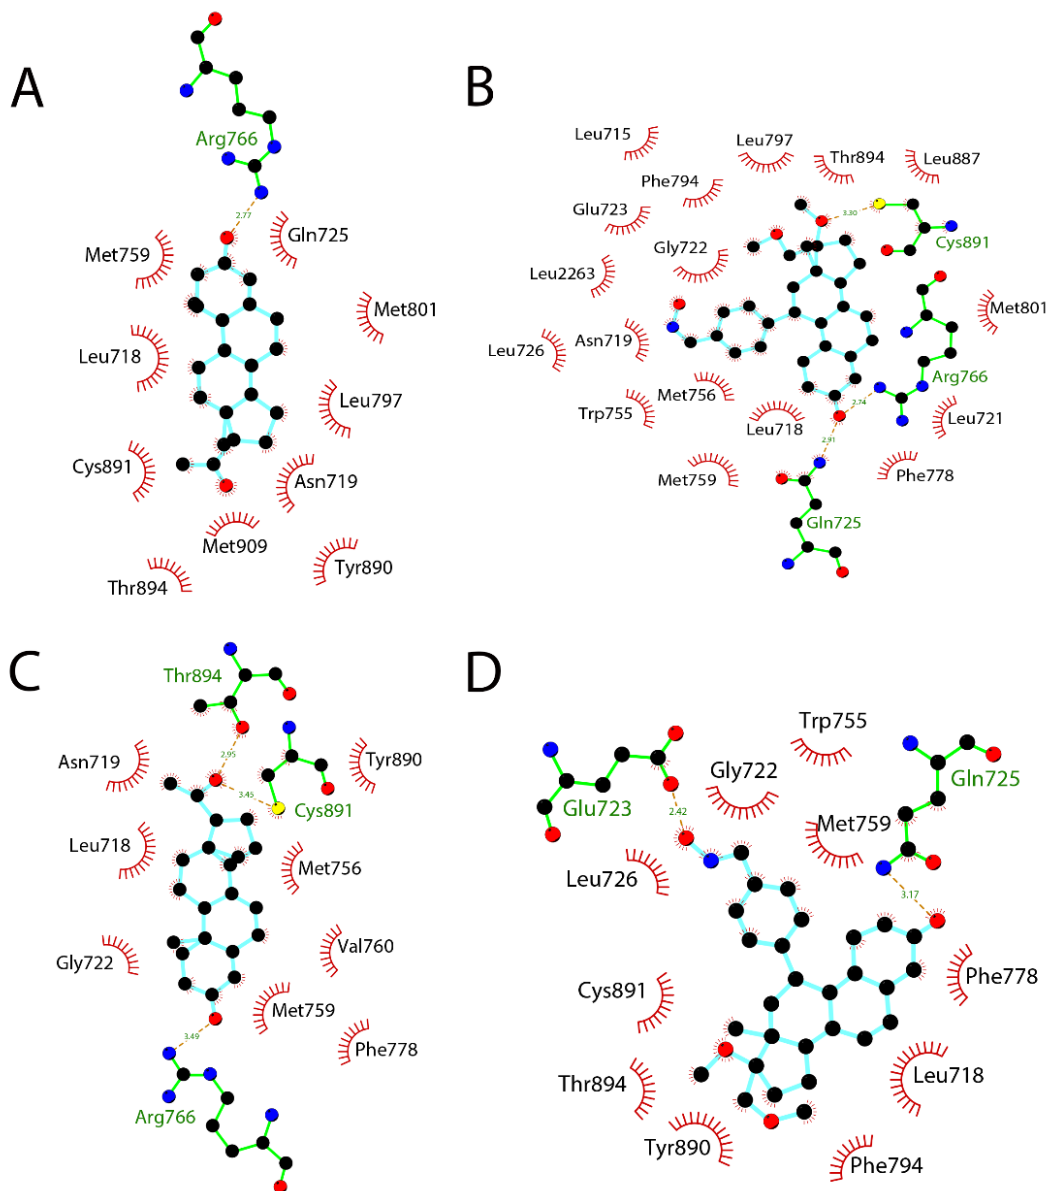 A
Arg766
2.77
Gln725
Met759
Met801
Leu718
Leu797
Cys891
Asn719
Met909
Tyr890
Thr894
B
Leu715
Leu797
Thr894
Leu887
Phe794
Glu723
3.30
Cys891
Gly722
Leu2263
Met801
Asn719
Leu726
Arg766
Met756
2.74
Trp755
Leu718
Leu721
2.91
Met759
Phe778
Gln725
C
Thr894
2.95
Asn719
Tyr890
3.45
Cys891
Leu718
Met756
Gly722
Val760
Met759
3.49
Phe778
Arg766
D
Trp755
Gly722
Gln725
Glu723
2.42
Met759
Leu726
3.17
Phe778
Cys891
Leu718
Thr894
Tyr890
Phe794